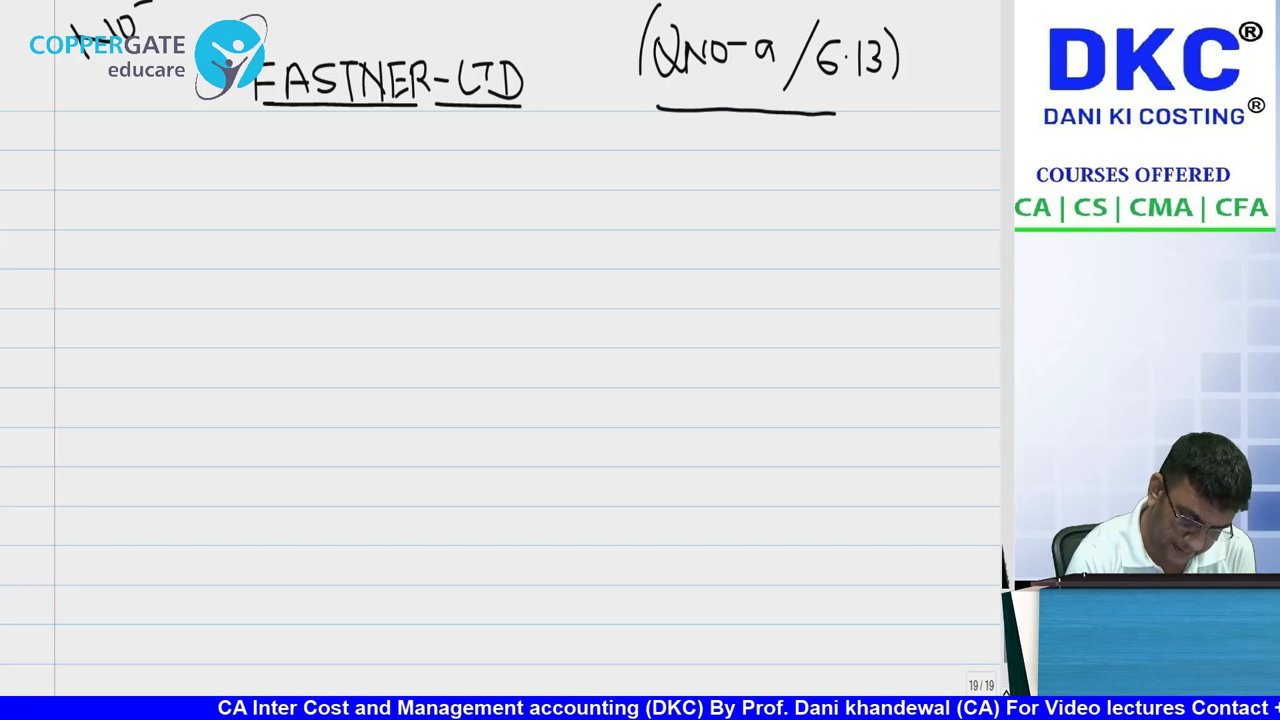 COPPERGATE
educare
FASTNER-LTD
(QNO-9/6.13)
DKC®
DANI KI COSTING®
COURSES OFFERED
CA | CS | CMA | CFA
19 / 19
CA Inter Cost and Management accounting (DKC) By Prof. Dani khandewal (CA) For Video lectures Contact